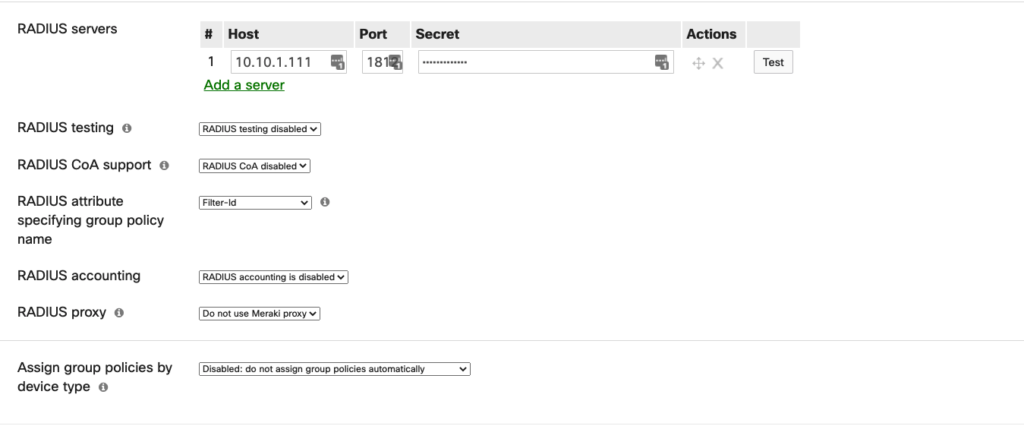 RADIUS servers
# Host Port Secret Actions
1 10.10.1.111 181 ••••••••••••• Test
Add a server
RADIUS testing
RADIUS testing disabled
RADIUS CoA support
RADIUS CoA disabled
RADIUS attribute
specifying group policy
name
Filter-Id
RADIUS accounting
RADIUS accounting is disabled
RADIUS proxy
Do not use Meraki proxy
Assign group policies by
device type
Disabled: do not assign group policies automatically